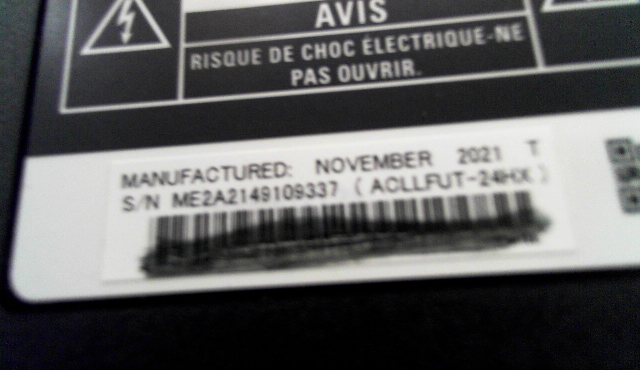 AVIS
RISQUE DE CHOC ÉLECTRIQUE-NE
PAS OUVRIR.
MANUFACTURED: NOVEMBER 2021 T
S/N ME2A2149109337 ( ACLLFUT-24HX )